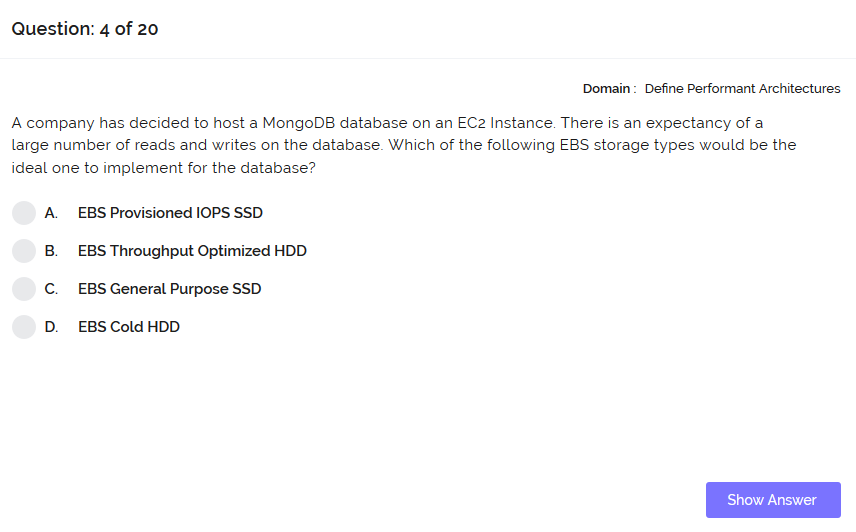 Question: 4 of 20
Domain : Define Performant Architectures
A company has decided to host a MongoDB database on an EC2 Instance. There is an expectancy of a
large number of reads and writes on the database. Which of the following EBS storage types would be the
ideal one to implement for the database?
A. EBS Provisioned IOPS SSD
B. EBS Throughput Optimized HDD
C. EBS General Purpose SSD
D. EBS Cold HDD
Show Answer